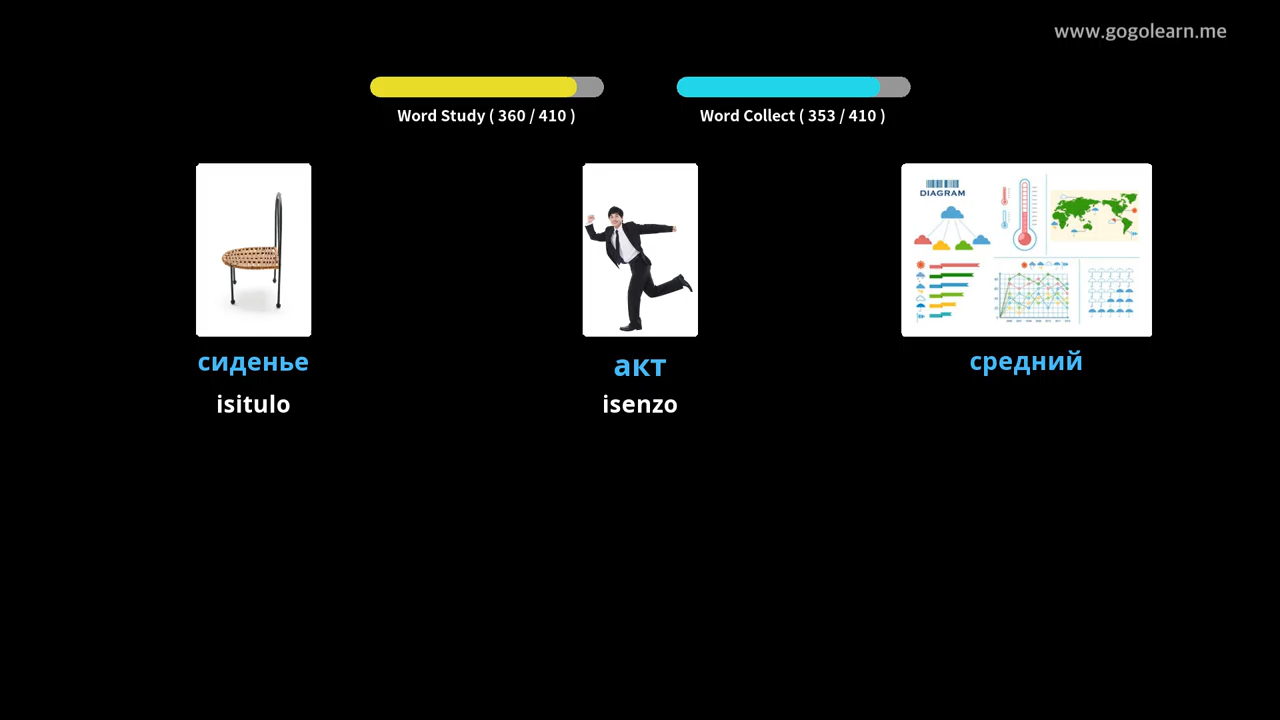 www.gogolearn.me
Word Study ( 360 / 410 )
Word Collect ( 353 / 410 )
DIAGRAM
сиденье
акт
средний
isitulo
isenzo